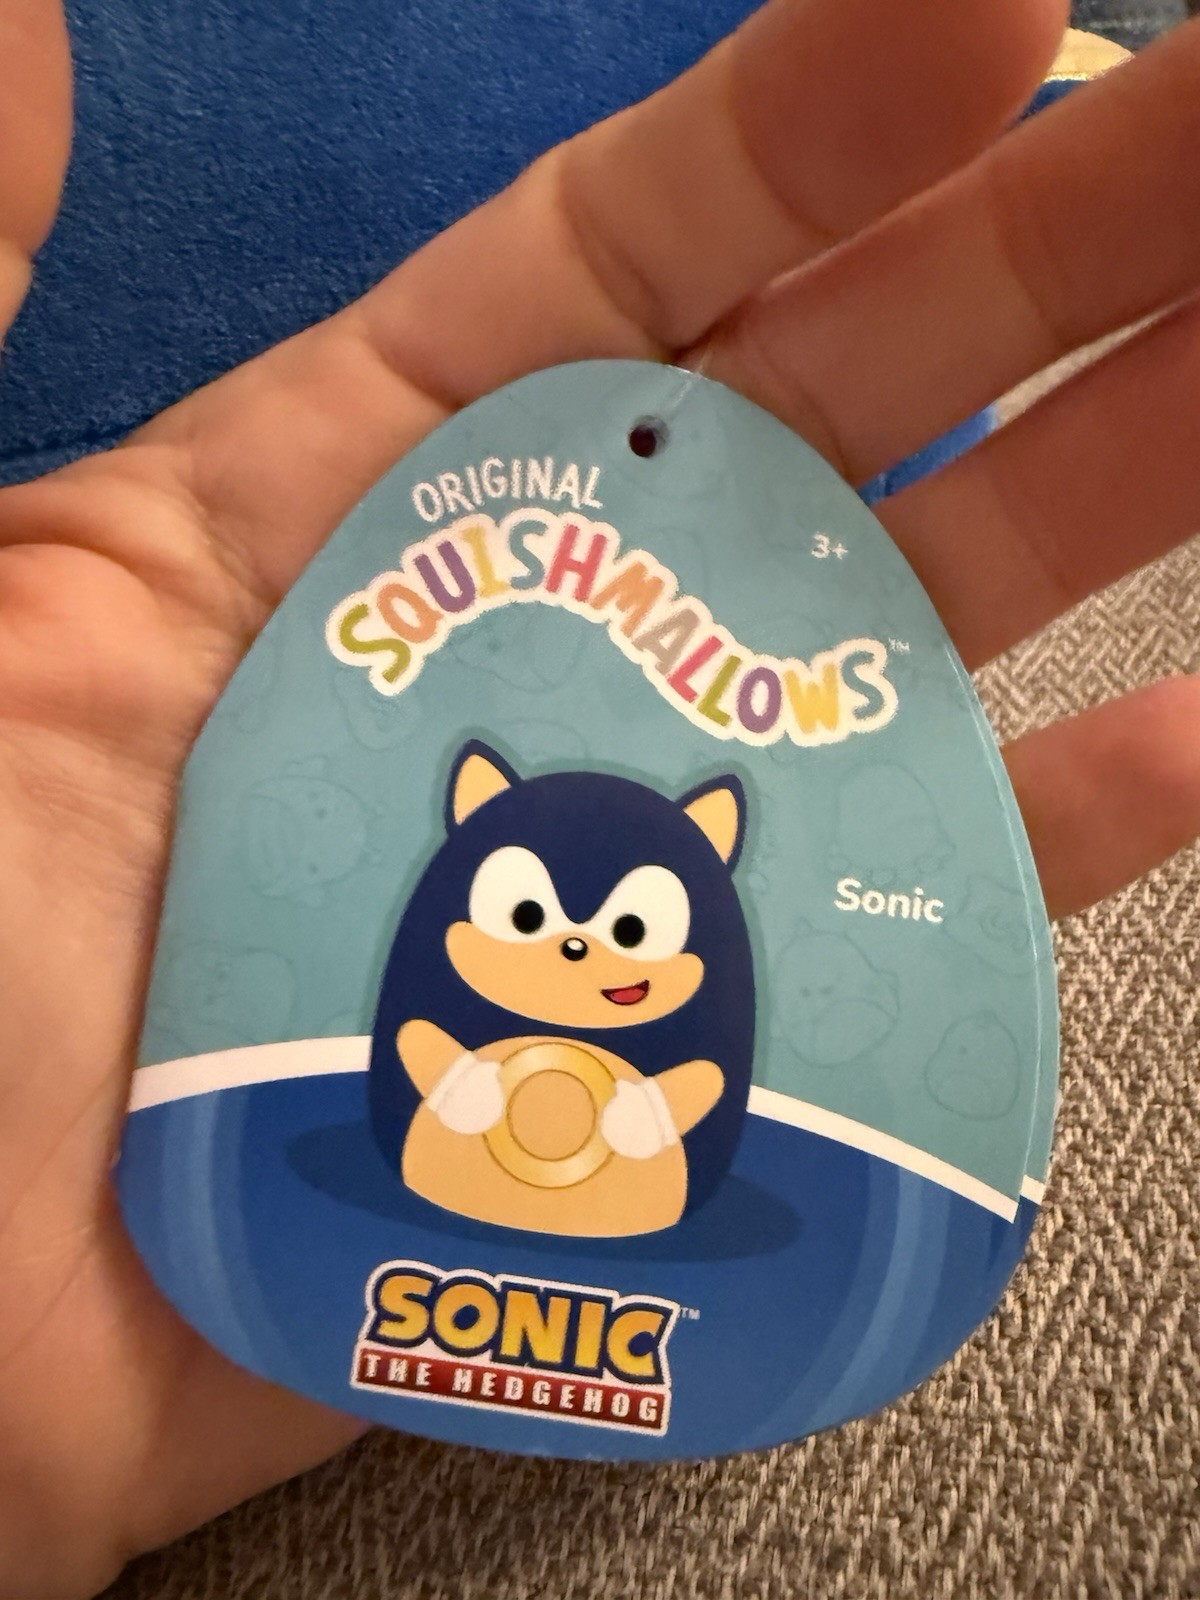 ORIGINAL
SQUISHMALLOWS™
3+
Sonic
SONIC™
THE HEDGEHOG